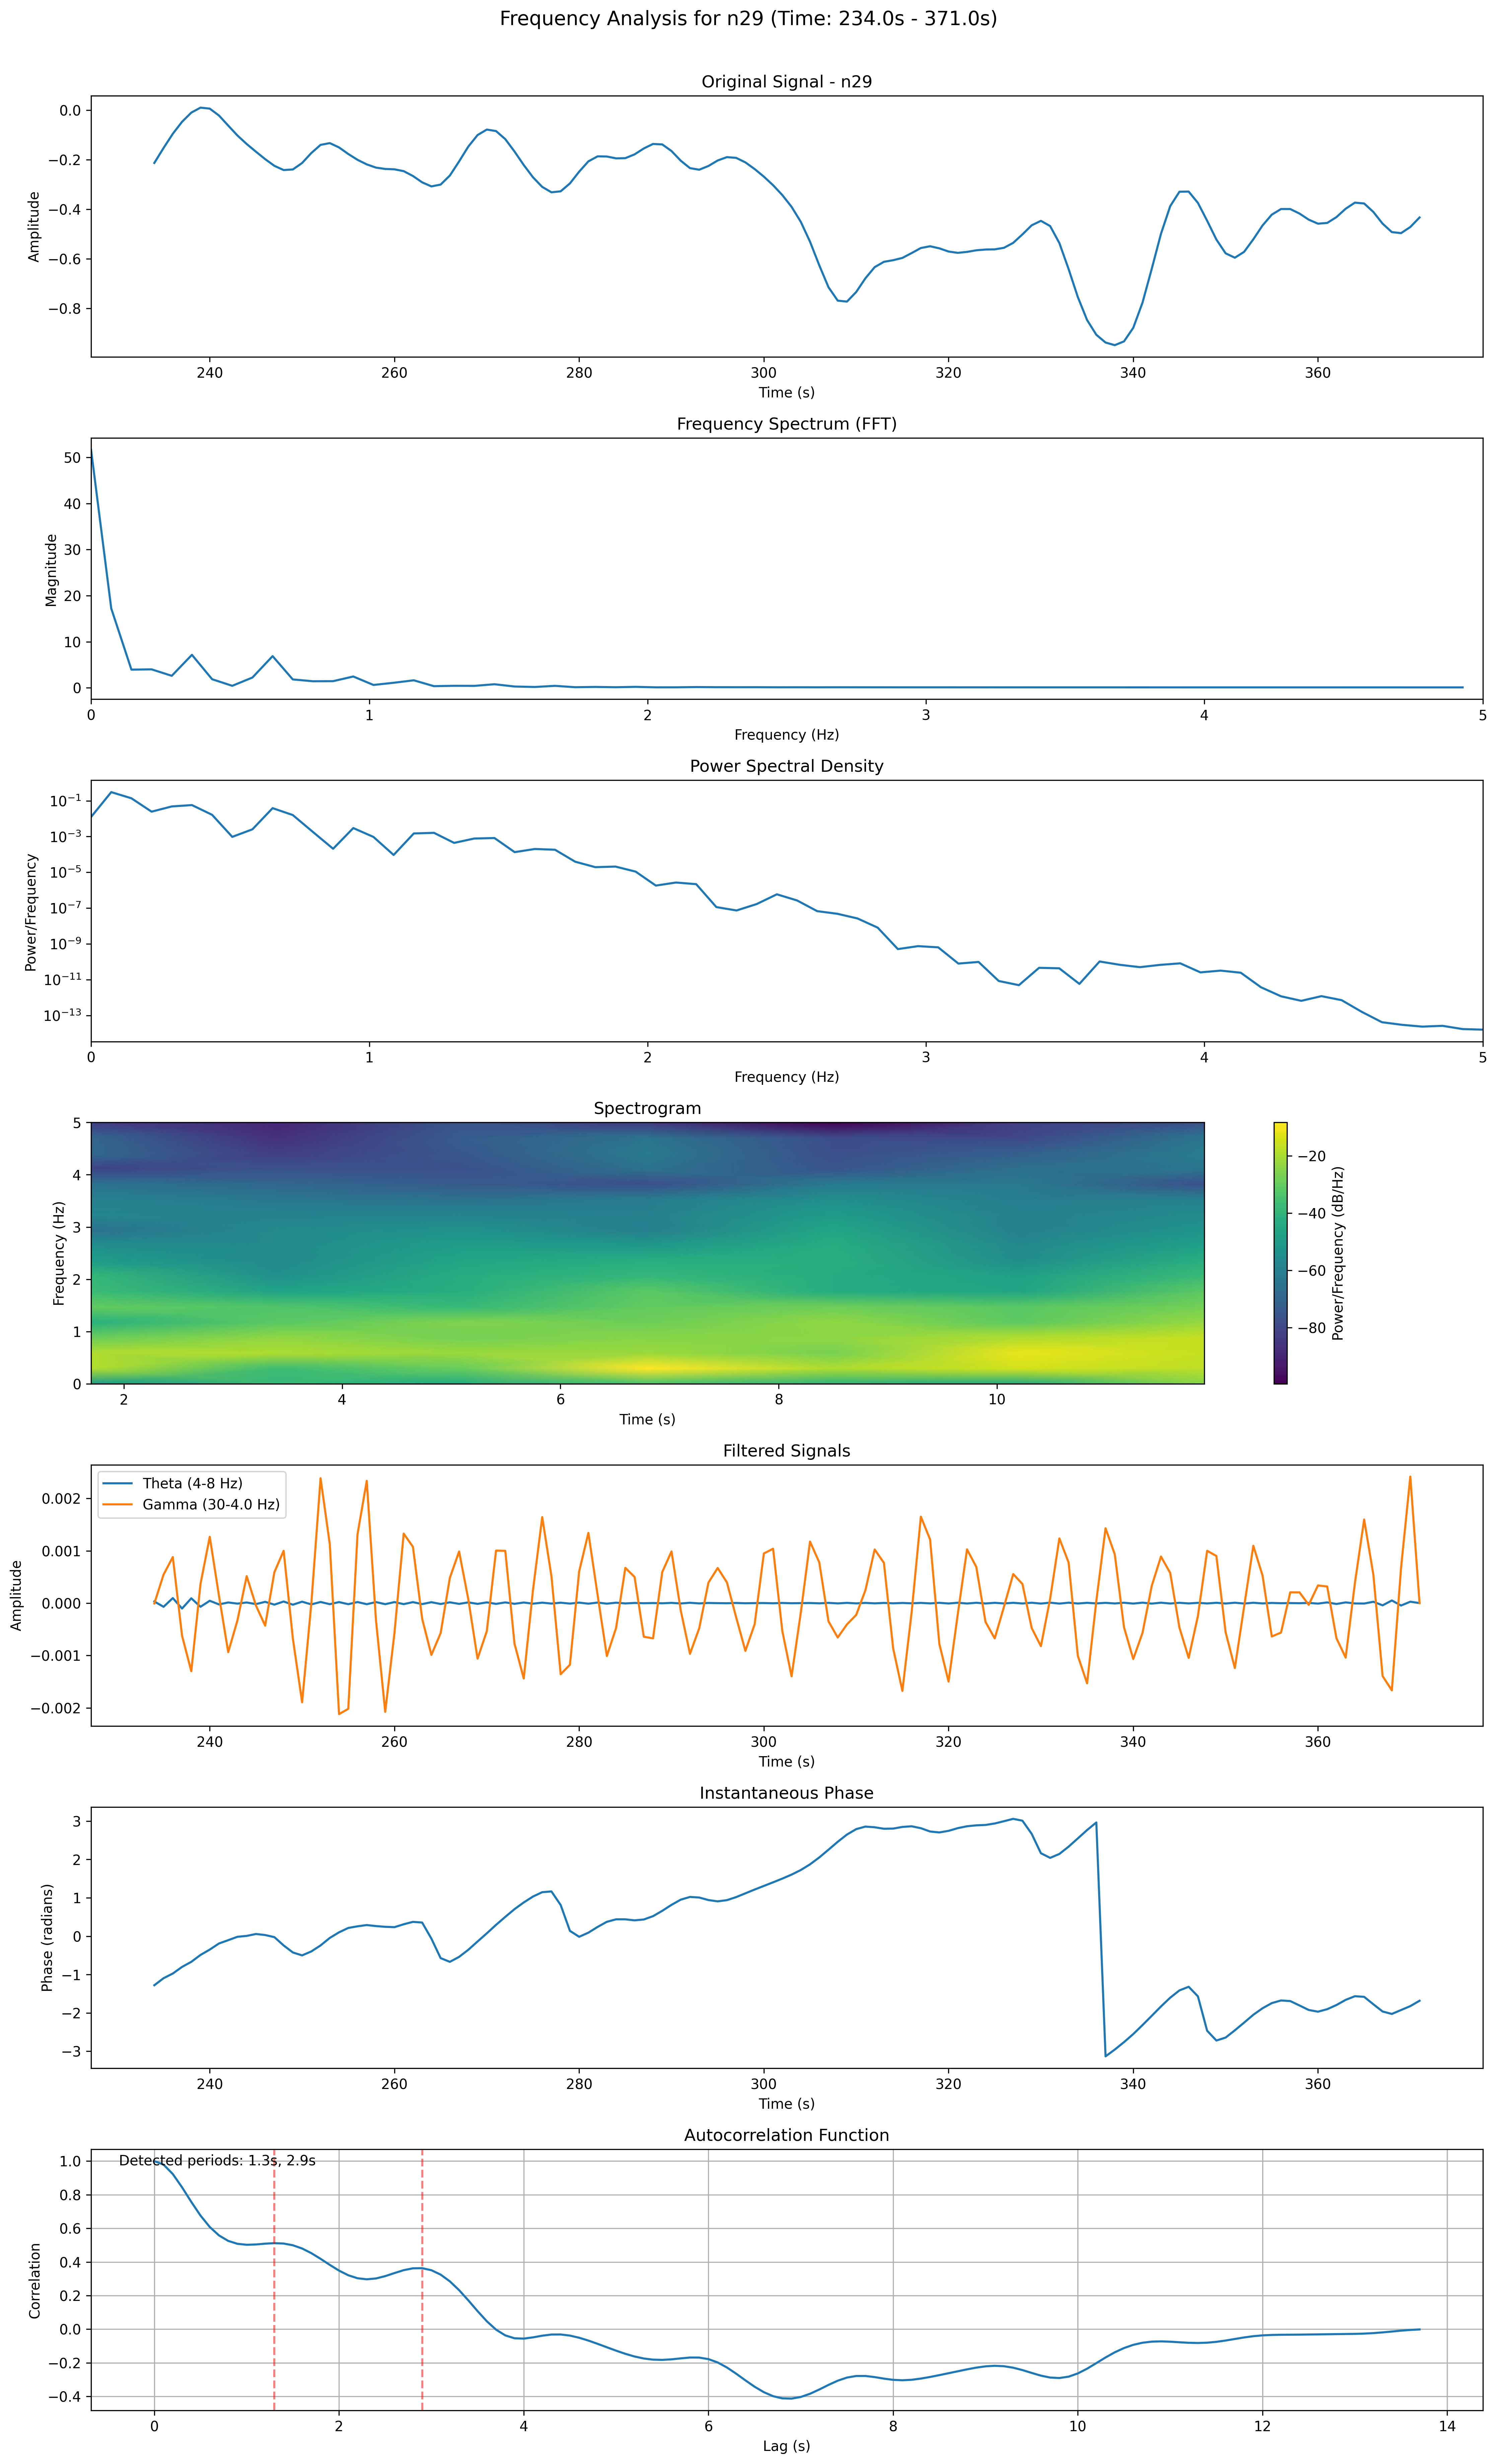 Frequency Analysis for n29 (Time: 234.0s - 371.0s)
Original Signal - n29
Amplitude
0.0
−0.2
−0.4
−0.6
−0.8
240 260 280 300 320 340 360
Time (s)
Frequency Spectrum (FFT)
Magnitude
50
40
30
20
10
0
0 1 2 3 4 5
Frequency (Hz)
Power Spectral Density
Power/Frequency
10⁻¹
10⁻³
10⁻⁵
10⁻⁷
10⁻⁹
10⁻¹¹
10⁻¹³
0 1 2 3 4 5
Frequency (Hz)
Spectrogram
Frequency (Hz)
5
4
3
2
1
0
2 4 6 8 10
Time (s)
−20
−40
−60
−80
Power/Frequency (dB/Hz)
Filtered Signals
Theta (4-8 Hz)
Gamma (30-4.0 Hz)
Amplitude
0.002
0.001
0.000
−0.001
−0.002
240 260 280 300 320 340 360
Time (s)
Instantaneous Phase
Phase (radians)
3
2
1
0
−1
−2
−3
240 260 280 300 320 340 360
Time (s)
Autocorrelation Function
Detected periods: 1.3s, 2.9s
Correlation
1.0
0.8
0.6
0.4
0.2
0.0
−0.2
−0.4
0 2 4 6 8 10 12 14
Lag (s)